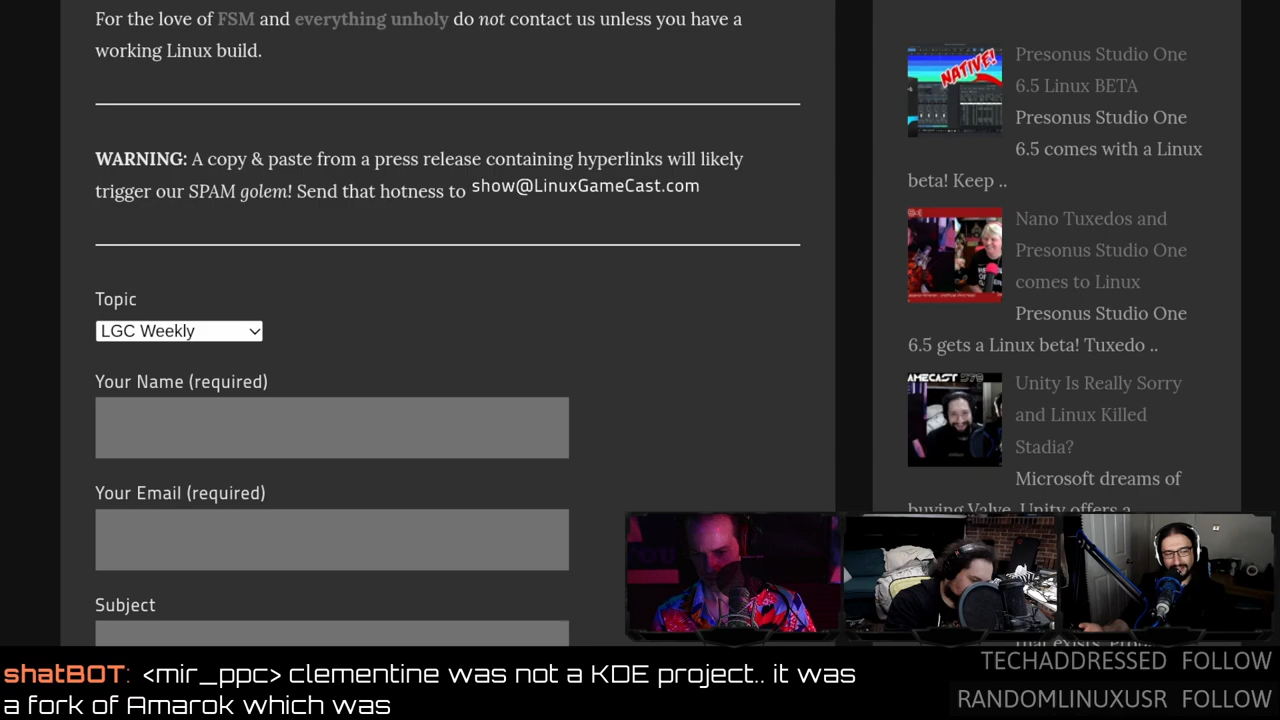 For the love of FSM and everything unholy do not contact us unless you have a
working Linux build.
WARNING: A copy & paste from a press release containing hyperlinks will likely
trigger our SPAM golem! Send that hotness to show@LinuxGameCast.com
Topic
LGC Weekly
Your Name (required)
Your Email (required)
Subject
NATIVE!
Presonus Studio One
6.5 Linux BETA
Presonus Studio One
6.5 comes with a Linux
beta! Keep ..
Nano Tuxedos and
Presonus Studio One
comes to Linux
Presonus Studio One
6.5 gets a Linux beta! Tuxedo ..
Unity Is Really Sorry
and Linux Killed
Stadia?
Microsoft dreams of
buying Valve, Unity offers a
shatBOT: <mir_ppc> clementine was not a KDE project.. it was
a fork of Amarok which was
TECHADDRESSED FOLLOW
RANDOMLINUXUSR FOLLOW